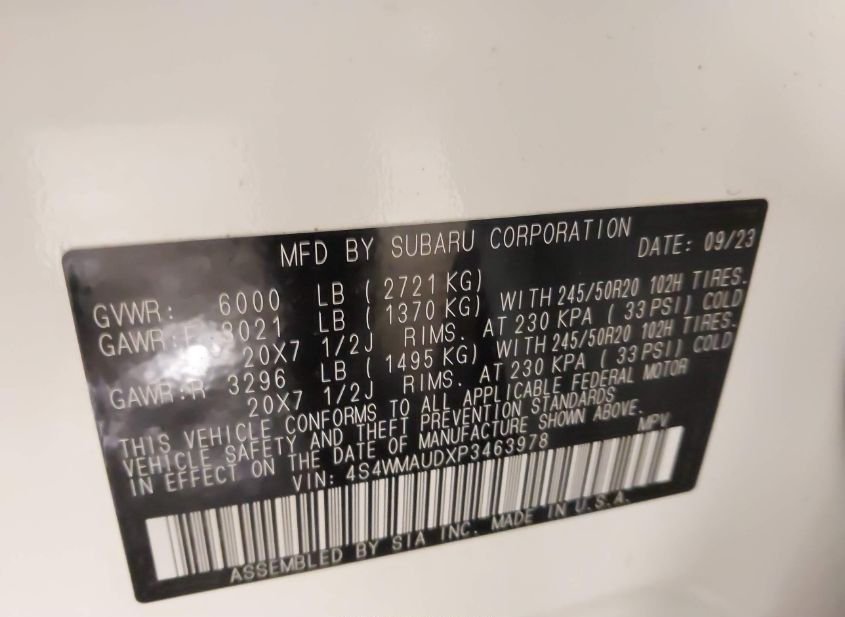 MFD BY SUBARU CORPORATION DATE: 09/23
GVWR: 6000 LB ( 2721 KG)
GAWR:F 3021 LB ( 1370 KG) WITH 245/50R20 102H TIRES.
20X7 1/2J RIMS. AT 230 KPA ( 33 PSI) COLD
GAWR:R 3296 LB ( 1495 KG) WITH 245/50R20 102H TIRES.
20X7 1/2J RIMS. AT 230 KPA ( 33 PSI) COLD
THIS VEHICLE CONFORMS TO ALL APPLICABLE FEDERAL MOTOR
VEHICLE SAFETY AND THEFT PREVENTION STANDARDS
IN EFFECT ON THE DATE OF MANUFACTURE SHOWN ABOVE.
VIN: 4S4WMAUDXP3463978 MPV
ASSEMBLED BY SIA INC. MADE IN U.S.A.